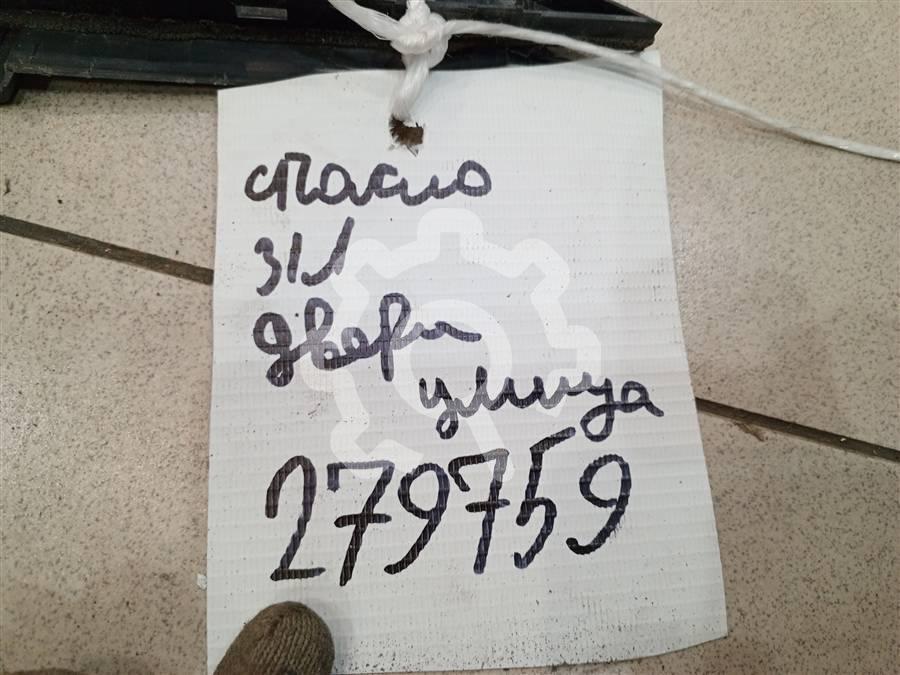 стекло
з/л
двери
улица
279759